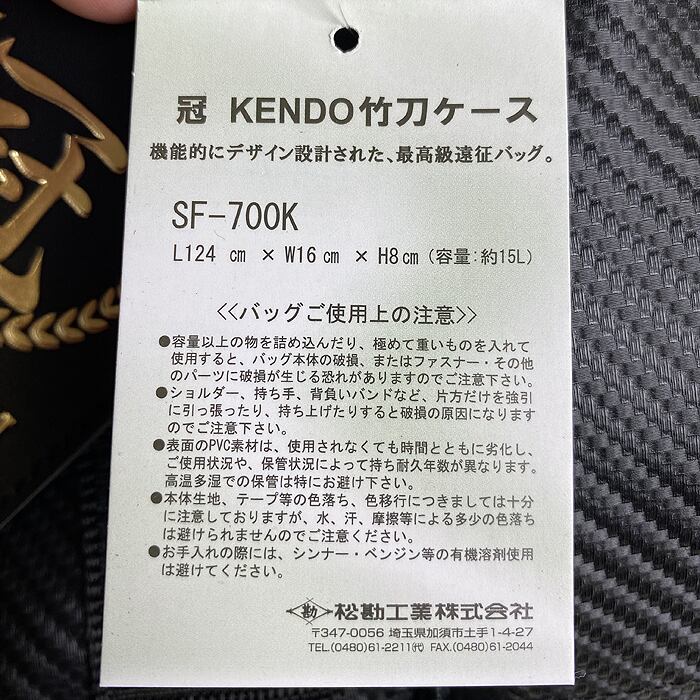 冠 KENDO竹刀ケース
機能的にデザイン設計された、最高級遠征バッグ。
SF-700K
L124 ㎝ × W16㎝ × H8㎝ (容量:約15L)
<<バッグご使用上の注意>>
●容量以上の物を詰め込んだり、極めて重いものを入れて
使用すると、バッグ本体の破損、またはファスナー・その他
のパーツに破損が生じる恐れがありますのでご注意下さい。
●ショルダー、持ち手、背負いバンドなど、片方だけを強引
に引っ張ったり、持ち上げたりすると破損の原因になります
のでご注意下さい。
●表面のPVC素材は、使用されなくても時間とともに劣化し、
ご使用状況や、保管状況によって持ち耐久年数が異なります。
高温多湿での保管は特にお避け下さい。
●本体生地、テープ等の色落ち、色移行につきましては十分
に注意しておりますが、水、汗、摩擦等による多少の色落ち
は避けられませんのでご注意ください。
●お手入れの際には、シンナー・ベンジン等の有機溶剤使用
は避けてください。
勘 松勘工業株式会社
〒347-0056 埼玉県加須市土手1-4-27
TEL.(0480)61-2211(代) FAX.(0480)61-2044